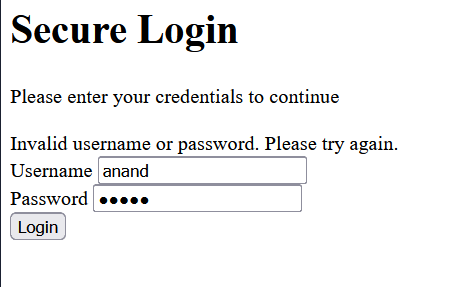 Secure Login
Please enter your credentials to continue
Invalid username or password. Please try again.
Username anand
Password •••••
Login